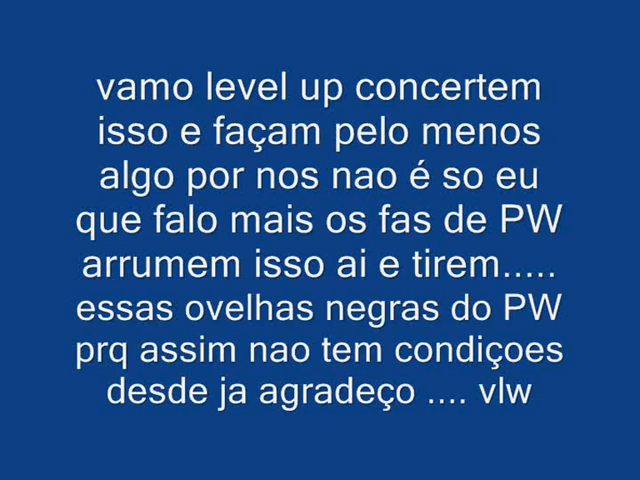 vamo level up concertem
isso e façam pelo menos
algo por nos nao é so eu
que falo mais os fas de PW
arrumem isso ai e tirem.....
essas ovelhas negras do PW
prq assim nao tem condiçoes
desde ja agradeço .... vlw